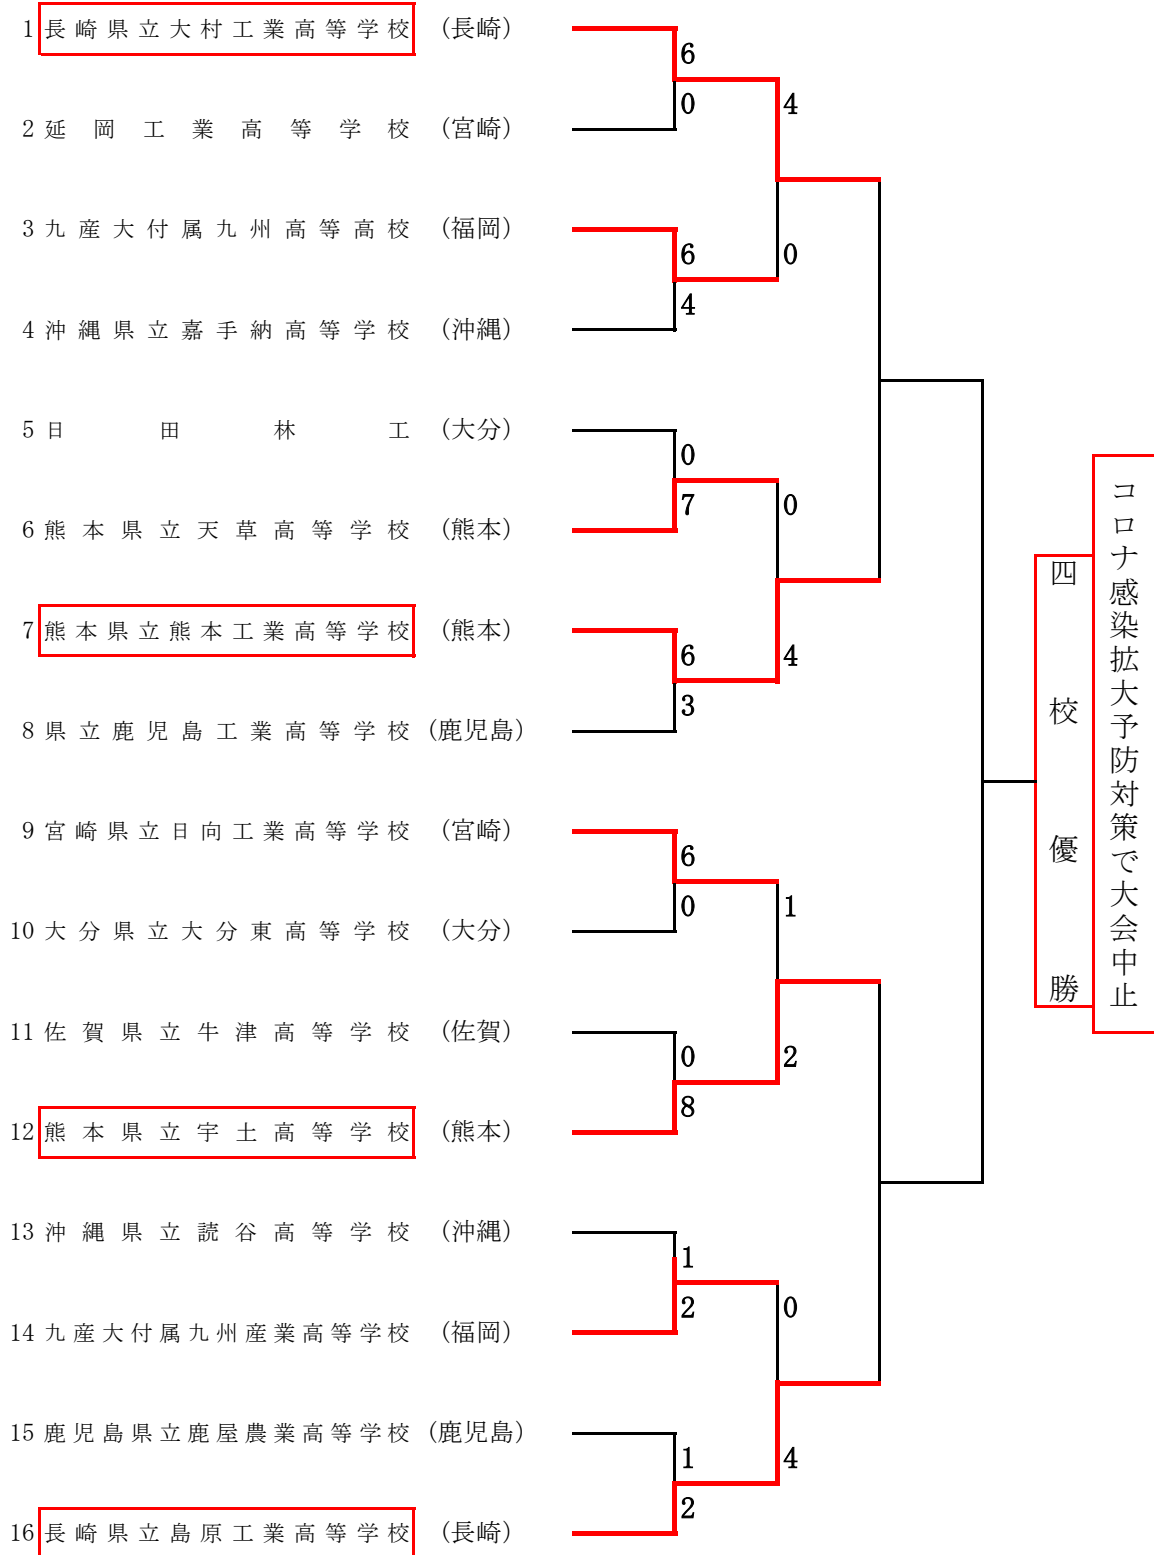 1 長崎県立大村工業高等学校 (長崎)
6
0
4
2 延岡工業高等学校 (宮崎)
3 九産大付属九州高等高校 (福岡)
6
0
4
4 沖縄県立嘉手納高等学校 (沖縄)
5 日田林工 (大分)
0
7
0
6 熊本県立天草高等学校 (熊本)
7 熊本県立熊本工業高等学校 (熊本)
6
4
3
8 県立鹿児島工業高等学校 (鹿児島)
9 宮崎県立日向工業高等学校 (宮崎)
6
0
1
10 大分県立大分東高等学校 (大分)
11 佐賀県立牛津高等学校 (佐賀)
0
2
8
12 熊本県立宇土高等学校 (熊本)
13 沖縄県立読谷高等学校 (沖縄)
1
2
0
14 九産大付属九州産業高等学校 (福岡)
15 鹿児島県立鹿屋農業高等学校 (鹿児島)
1
4
2
16 長崎県立島原工業高等学校 (長崎)
四校優勝
コロナ感染拡大予防対策で大会中止